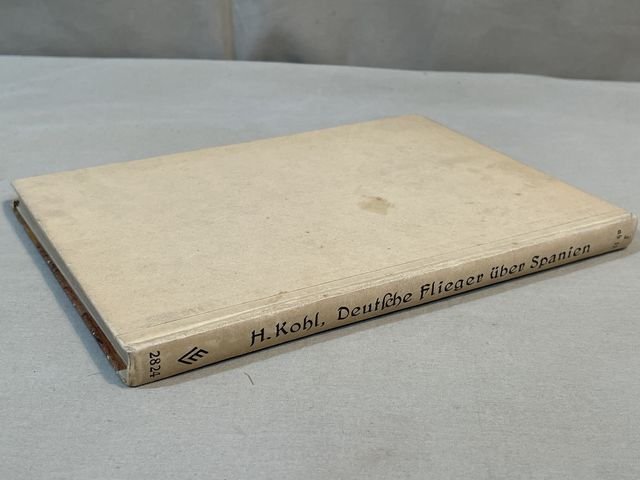 H. Kohl, Deutſche Flieger über Spanien
2824